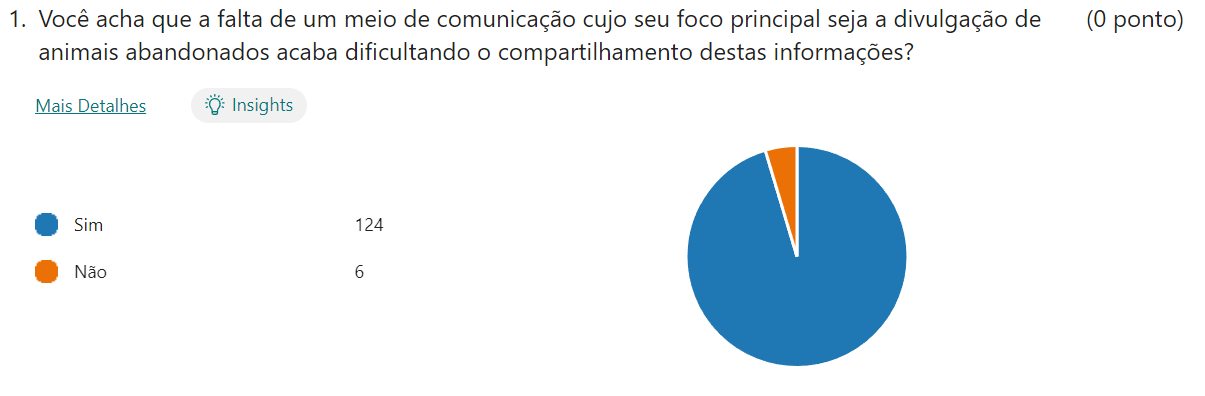 1. Você acha que a falta de um meio de comunicação cujo seu foco principal seja a divulgação de (0 ponto)
animais abandonados acaba dificultando o compartilhamento destas informações?
Mais Detalhes Insights
Sim 124
Não 6